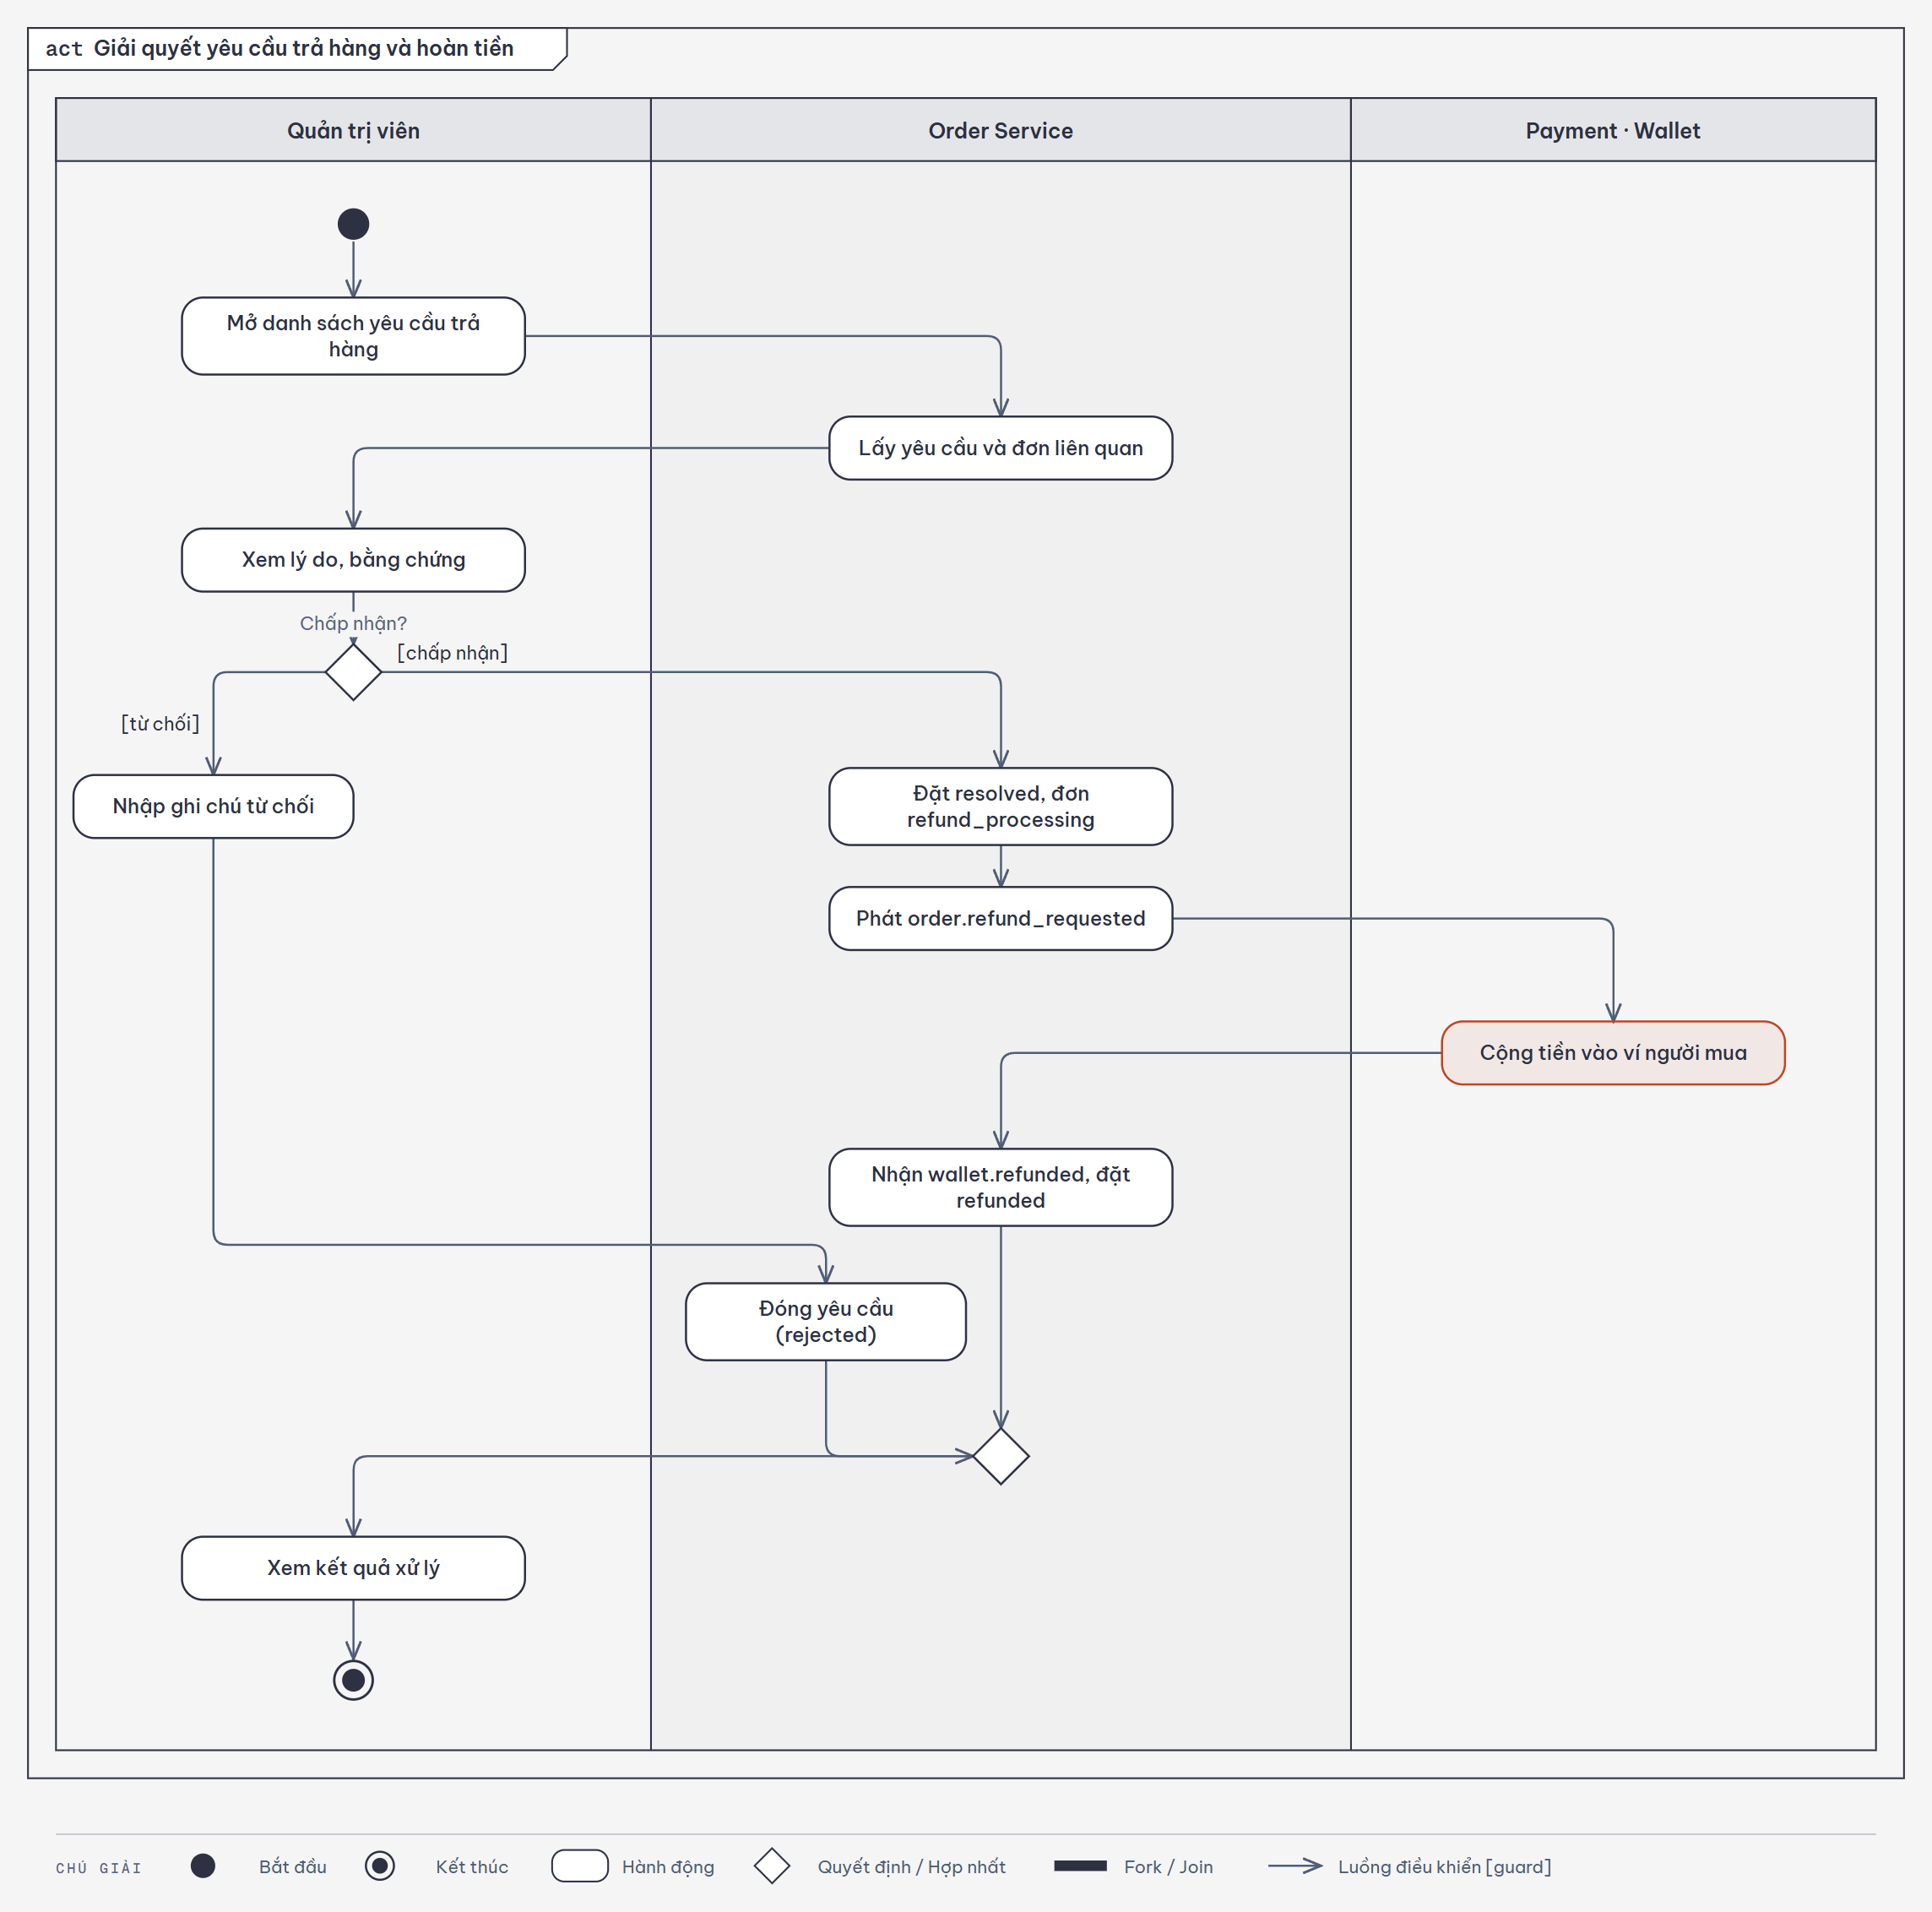 act Giải quyết yêu cầu trả hàng và hoàn tiền
Quản trị viên
Order Service
Payment · Wallet
Mở danh sách yêu cầu trả
hàng
Lấy yêu cầu và đơn liên quan
Xem lý do, bằng chứng
Chấp nhận?
[chấp nhận]
[từ chối]
Nhập ghi chú từ chối
Đặt resolved, đơn
refund_processing
Phát order.refund_requested
Cộng tiền vào ví người mua
Nhận wallet.refunded, đặt
refunded
Đóng yêu cầu
(rejected)
Xem kết quả xử lý
CHÚ GIẢI
Bắt đầu
Kết thúc
Hành động
Quyết định / Hợp nhất
Fork / Join
Luồng điều khiển [guard]